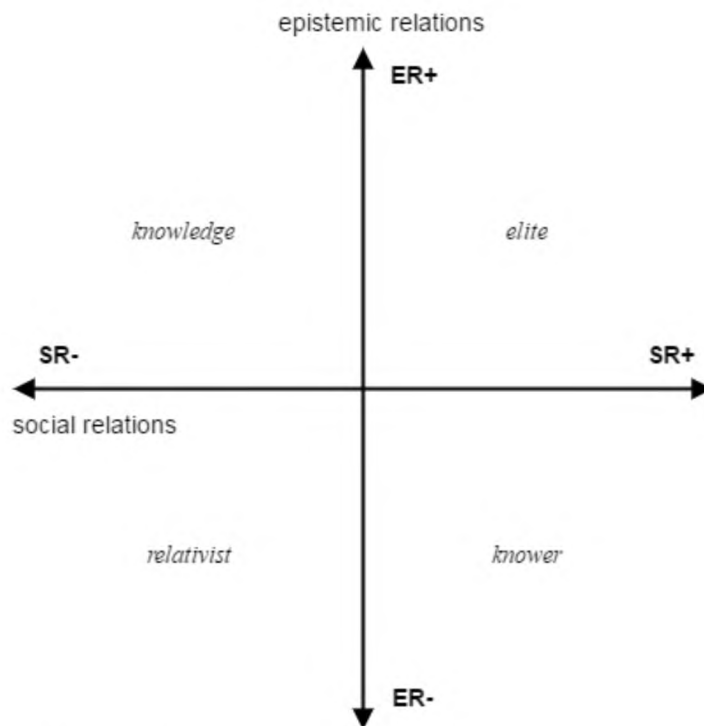 epistemic relations
ER+
knowledge
elite
SR-
SR+
social relations
relativist
knower
ER-